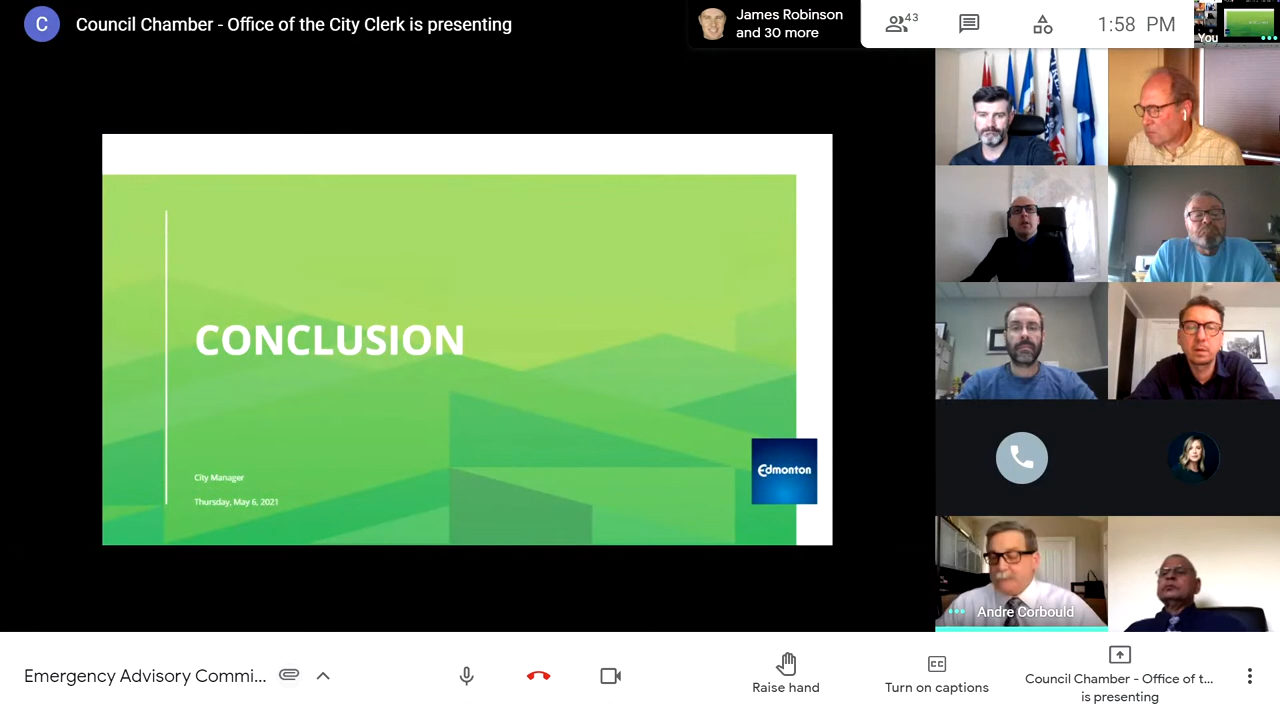 C
Council Chamber - Office of the City Clerk is presenting
James Robinson
and 30 more
43
1:58 PM
You
CONCLUSION
City Manager
Thursday, May 6, 2021
Edmonton
Andre Corbould
Emergency Advisory Commi...
Raise hand
CC
Turn on captions
Council Chamber - Office of t...
is presenting